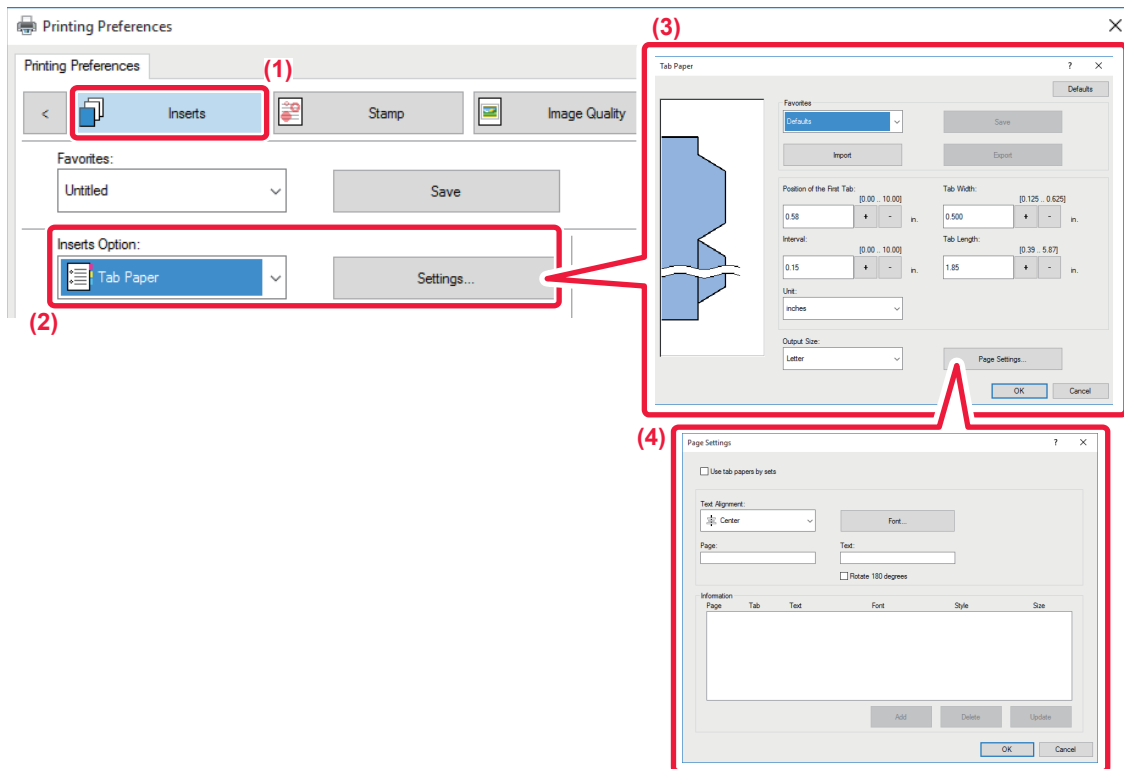 Printing Preferences
Printing Preferences
(1)
<
Inserts
Stamp
Image Quality
Favorites:
Untitled
Save
Inserts Option:
Tab Paper
Settings...
(2)
(3)
Tab Paper
?
Defaults
Favorites
Defaults
Save
Import
Export
Position of the First Tab:
[0.00 .. 10.00]
0.58
+
-
in.
Tab Width:
[0.125 .. 0.625]
0.500
+
-
in.
Interval:
[0.00 .. 10.00]
0.15
+
-
in.
Tab Length:
[0.39 .. 5.87]
1.85
+
-
in.
Unit:
inches
Output Size:
Letter
Page Settings...
OK
Cancel
(4)
Page Settings
?
Use tab papers by sets
Text Alignment:
Center
Font...
Page:
Text:
Rotate 180 degrees
Information
Page Tab Text Font Style Size
Add
Delete
Update
OK
Cancel